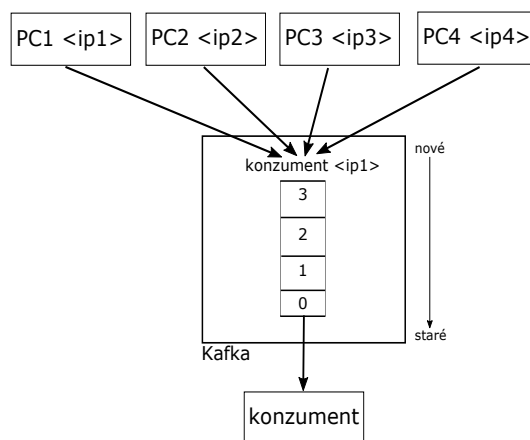 PC1 <ip1>
PC2 <ip2>
PC3 <ip3>
PC4 <ip4>
nové
konzument <ip1>
3
2
1
0
staré
Kafka
konzument